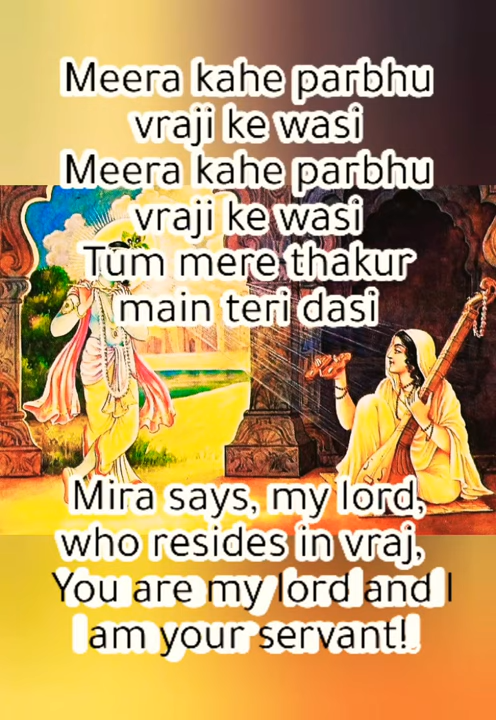 Meera kahe parbhu
vraji ke wasi
Meera kahe parbhu
vraji ke wasi
Tum mere thakur
main teri dasi
Mira says, my lord,
who resides in vraj,
You are my lord and I
am your servant!